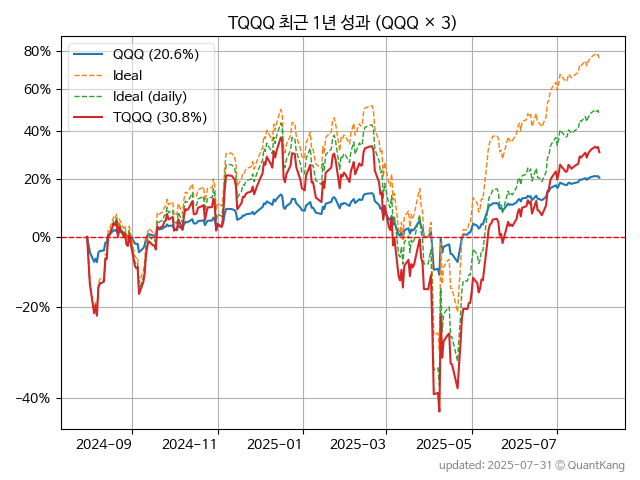 TQQQ 최근 1년 성과 (QQQ × 3)
QQQ (20.6%)
Ideal
Ideal (daily)
TQQQ (30.8%)
80%
60%
40%
20%
0%
−20%
−40%
2024−09
2024−11
2025−01
2025−03
2025−05
2025−07
updated: 2025-07-31 © QuantKang